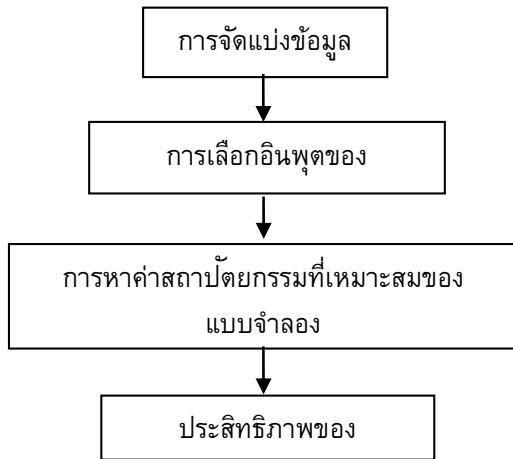 การจัดแบ่งข้อมูล
การเลือกอินพุตของ
การหาค่าสถาปัตยกรรมที่เหมาะสมของ
แบบจำลอง
ประสิทธิภาพของ